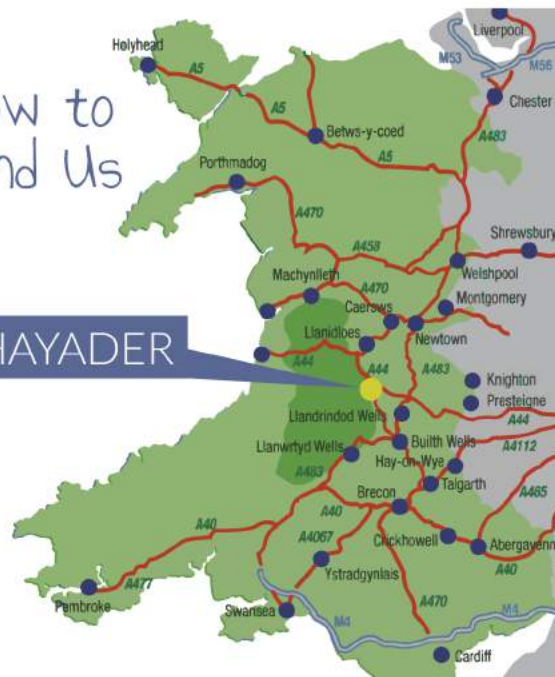 Liverpool
Holyhead
M53
M56
A5
Chester
ow to
A5
A483
Betws-y-coed
nd Us
Porthmadog
A5
A470
Shrewsbury
A458
Welshpool
Machynlleth
A470
Montgomery
Caersws
Llanidloes
Newtown
HAYADER
A44
A44
A483
Knighton
Presteigne
Llandrindod Wells
A44
Builth Wells
A4112
Llanwrtyd Wells
Hay-on-Wye
A483
Talgarth
A465
Brecon
A40
A40
A4067
Crickhowell
Abergavenn
A40
Ystradgynlais
A477
Pembroke
A470
Swansea
M4
M4
Cardiff